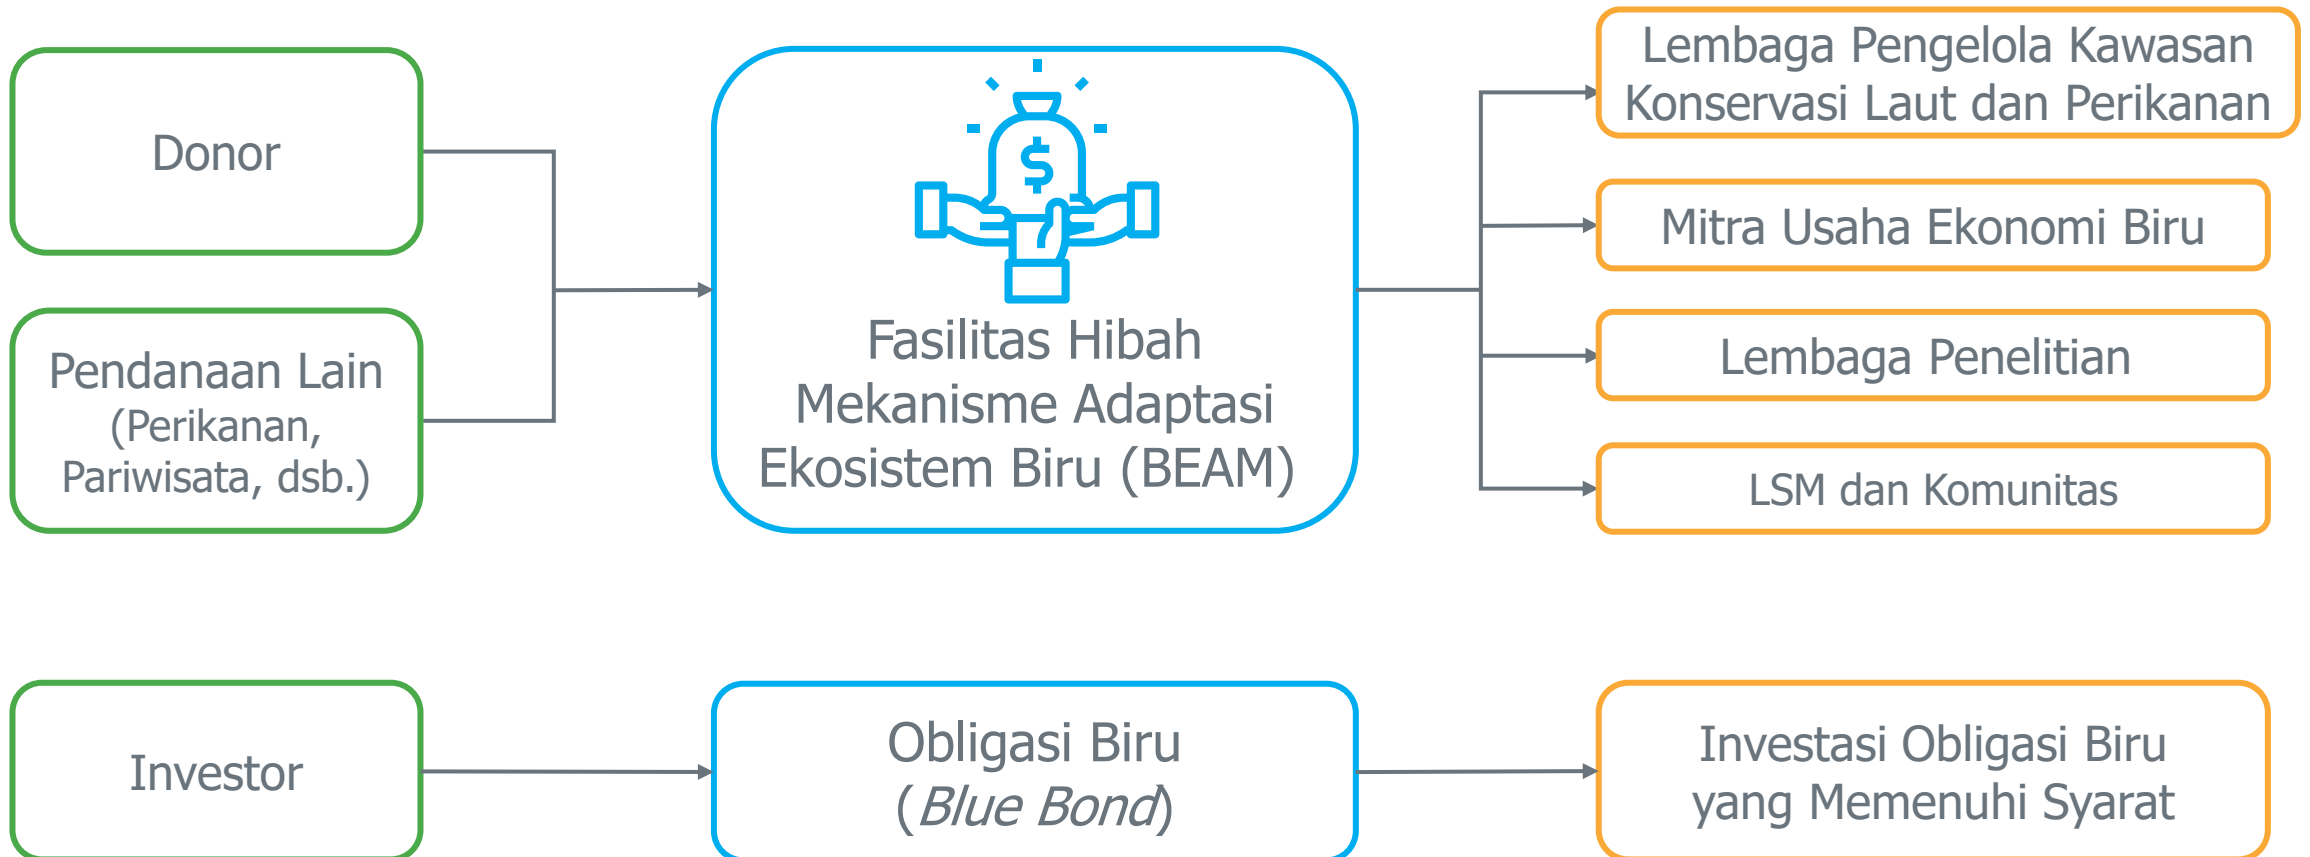 Donor
Pendanaan Lain
(Perikanan,
Pariwisata, dsb.)
$
Fasilitas Hibah
Mekanisme Adaptasi
Ekosistem Biru (BEAM)
Lembaga Pengelola Kawasan
Konservasi Laut dan Perikanan
Mitra Usaha Ekonomi Biru
Lembaga Penelitian
LSM dan Komunitas
Investor
Obligasi Biru
(Blue Bond)
Investasi Obligasi Biru
yang Memenuhi Syarat